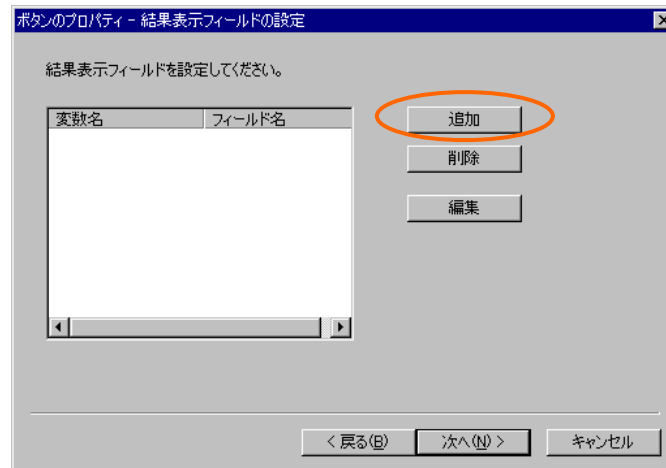 ボタンのプロパティ - 結果表示フィールドの設定
結果表示フィールドを設定してください。
変数名 フィールド名
追加
削除
編集
< 戻る(B) 次へ(N) > キャンセル